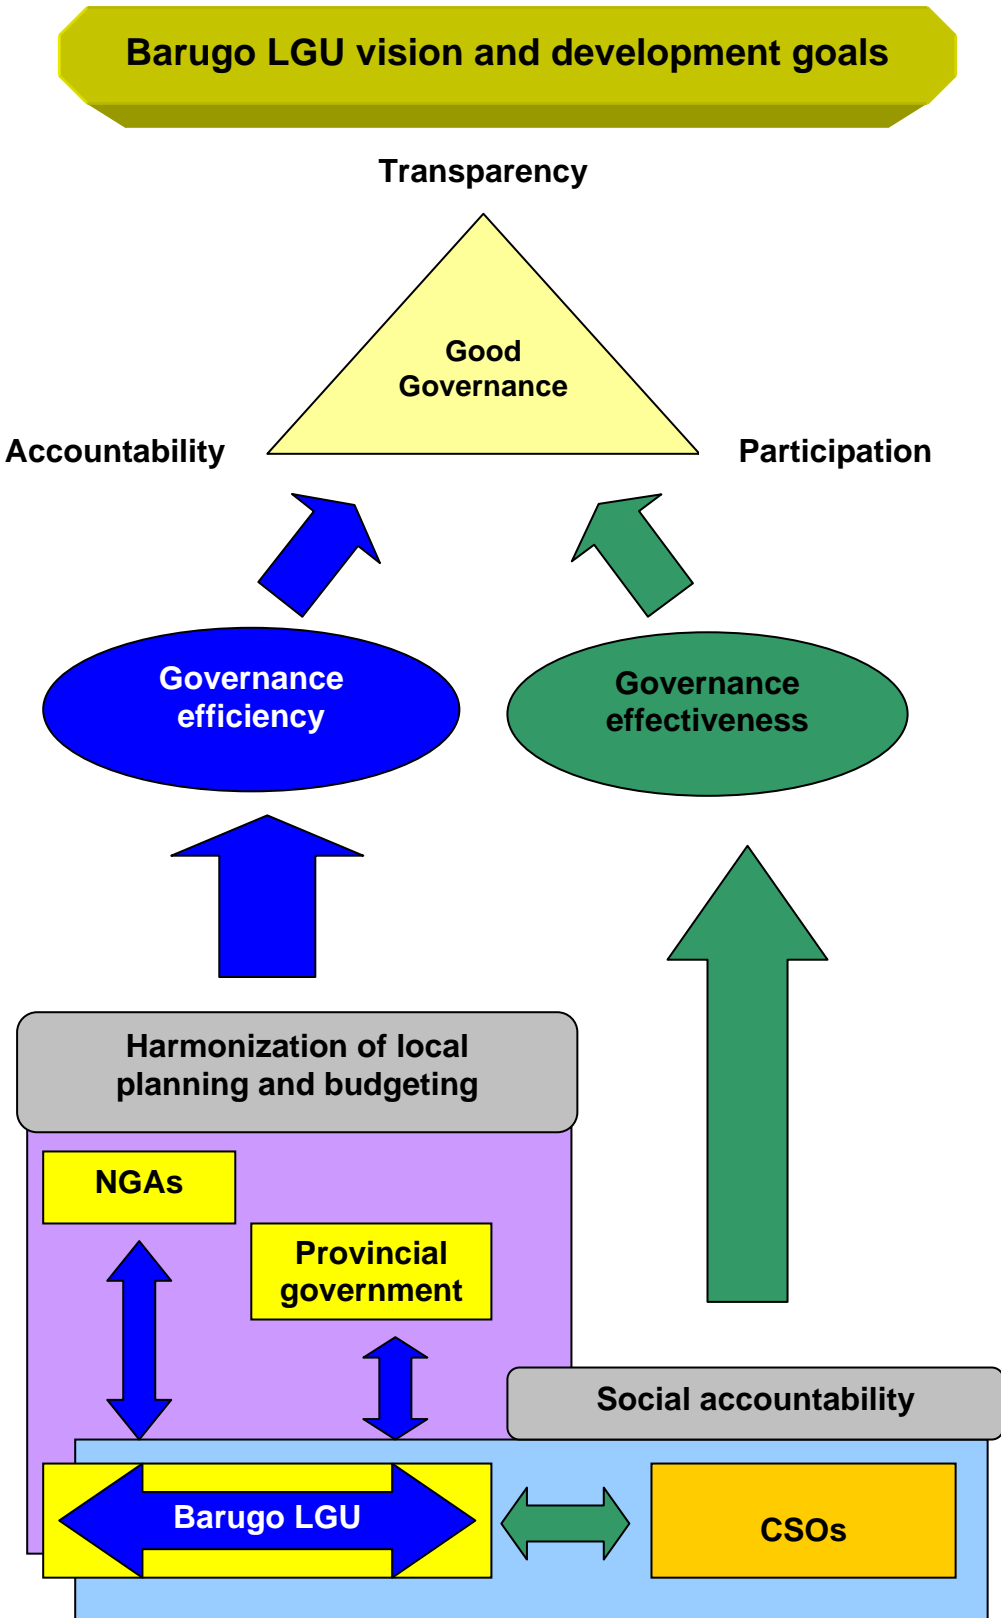 Barugo LGU vision and development goals
Transparency
Good
Governance
Accountability
Participation
Governance
efficiency
Governance
effectiveness
Harmonization of local
planning and budgeting
NGAs
Provincial
government
Social accountability
Barugo LGU
CSOs